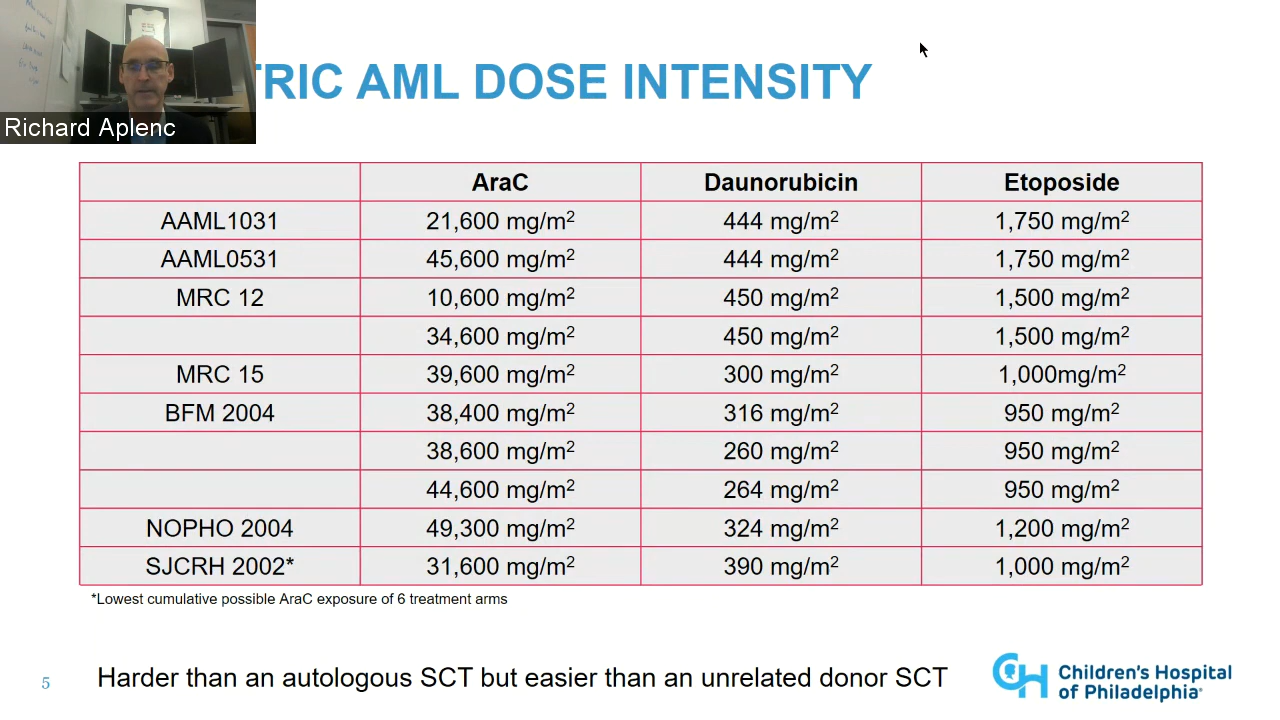 TRIC AML DOSE INTENSITY
Richard Aplenc
AraC Daunorubicin Etoposide
AAML1031 21,600 mg/m² 444 mg/m² 1,750 mg/m²
AAML0531 45,600 mg/m² 444 mg/m² 1,750 mg/m²
MRC 12 10,600 mg/m² 450 mg/m² 1,500 mg/m²
34,600 mg/m² 450 mg/m² 1,500 mg/m²
MRC 15 39,600 mg/m² 300 mg/m² 1,000mg/m²
BFM 2004 38,400 mg/m² 316 mg/m² 950 mg/m²
38,600 mg/m² 260 mg/m² 950 mg/m²
44,600 mg/m² 264 mg/m² 950 mg/m²
NOPHO 2004 49,300 mg/m² 324 mg/m² 1,200 mg/m²
SJCRH 2002* 31,600 mg/m² 390 mg/m² 1,000 mg/m²
*Lowest cumulative possible AraC exposure of 6 treatment arms
5 Harder than an autologous SCT but easier than an unrelated donor SCT
CH Children's Hospital
of Philadelphia